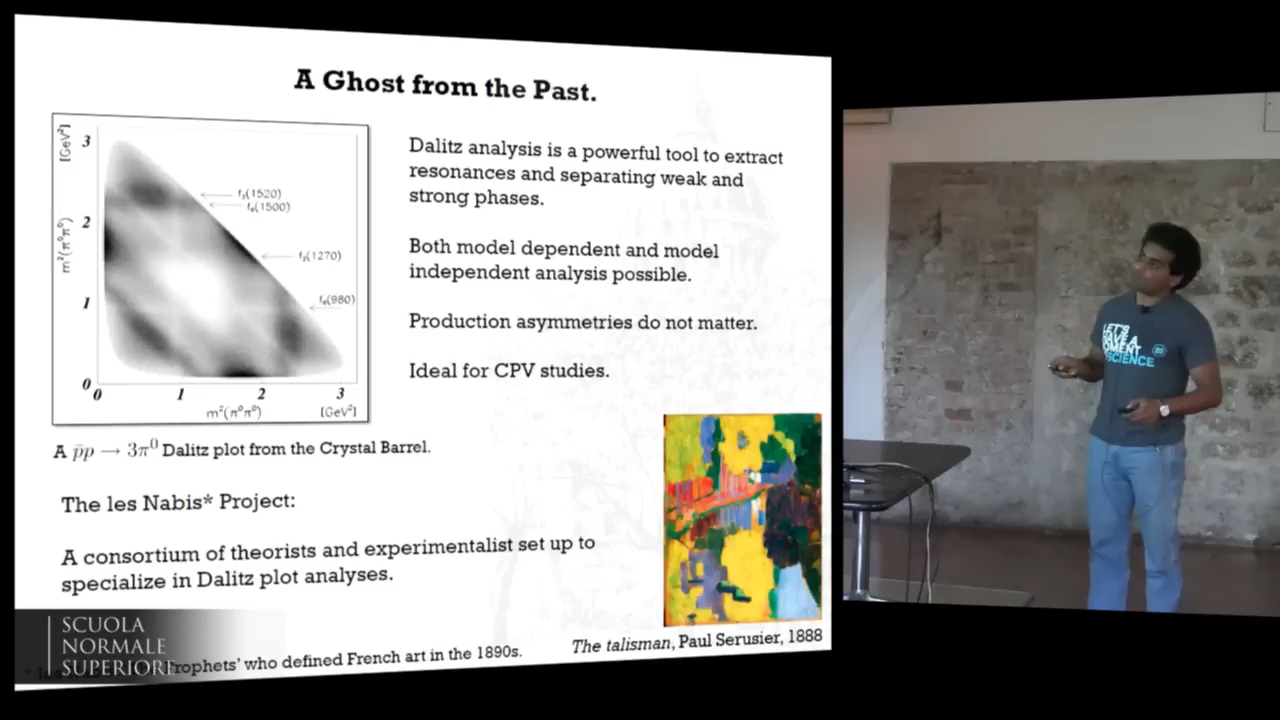 A Ghost from the Past.
[GeV²]
3
2
1
0
m²(π⁰π⁰)
f₂(1520)
f₀(1500)
f₂(1270)
f₀(980)
0
1
2
3
m²(π⁰π⁰)
[GeV²]
A p̄p → 3π⁰ Dalitz plot from the Crystal Barrel.
Dalitz analysis is a powerful tool to extract
resonances and separating weak and
strong phases.
Both model dependent and model
independent analysis possible.
Production asymmetries do not matter.
Ideal for CPV studies.
The les Nabis* Project:
A consortium of theorists and experimentalist set up to
specialize in Dalitz plot analyses.
The talisman, Paul Serusier, 1888
Prophets' who defined French art in the 1890s.
SCUOLA
NORMALE
SUPERIORE
LET'S
HAVE A
MOMENT
SCIENCE